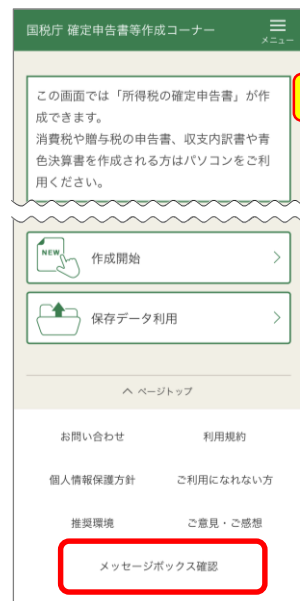 国税庁 確定申告書等作成コーナー
メニュー
この画面では「所得税の確定申告書」が作
成できます。
消費税や贈与税の申告書、収支内訳書や青
色決算書を作成される方はパソコンをご利
用ください。
NEW
作成開始
保存データ利用
ページトップ
お問い合わせ 利用規約
個人情報保護方針 ご利用になれない方
推奨環境 ご意見・ご感想
メッセージボックス確認